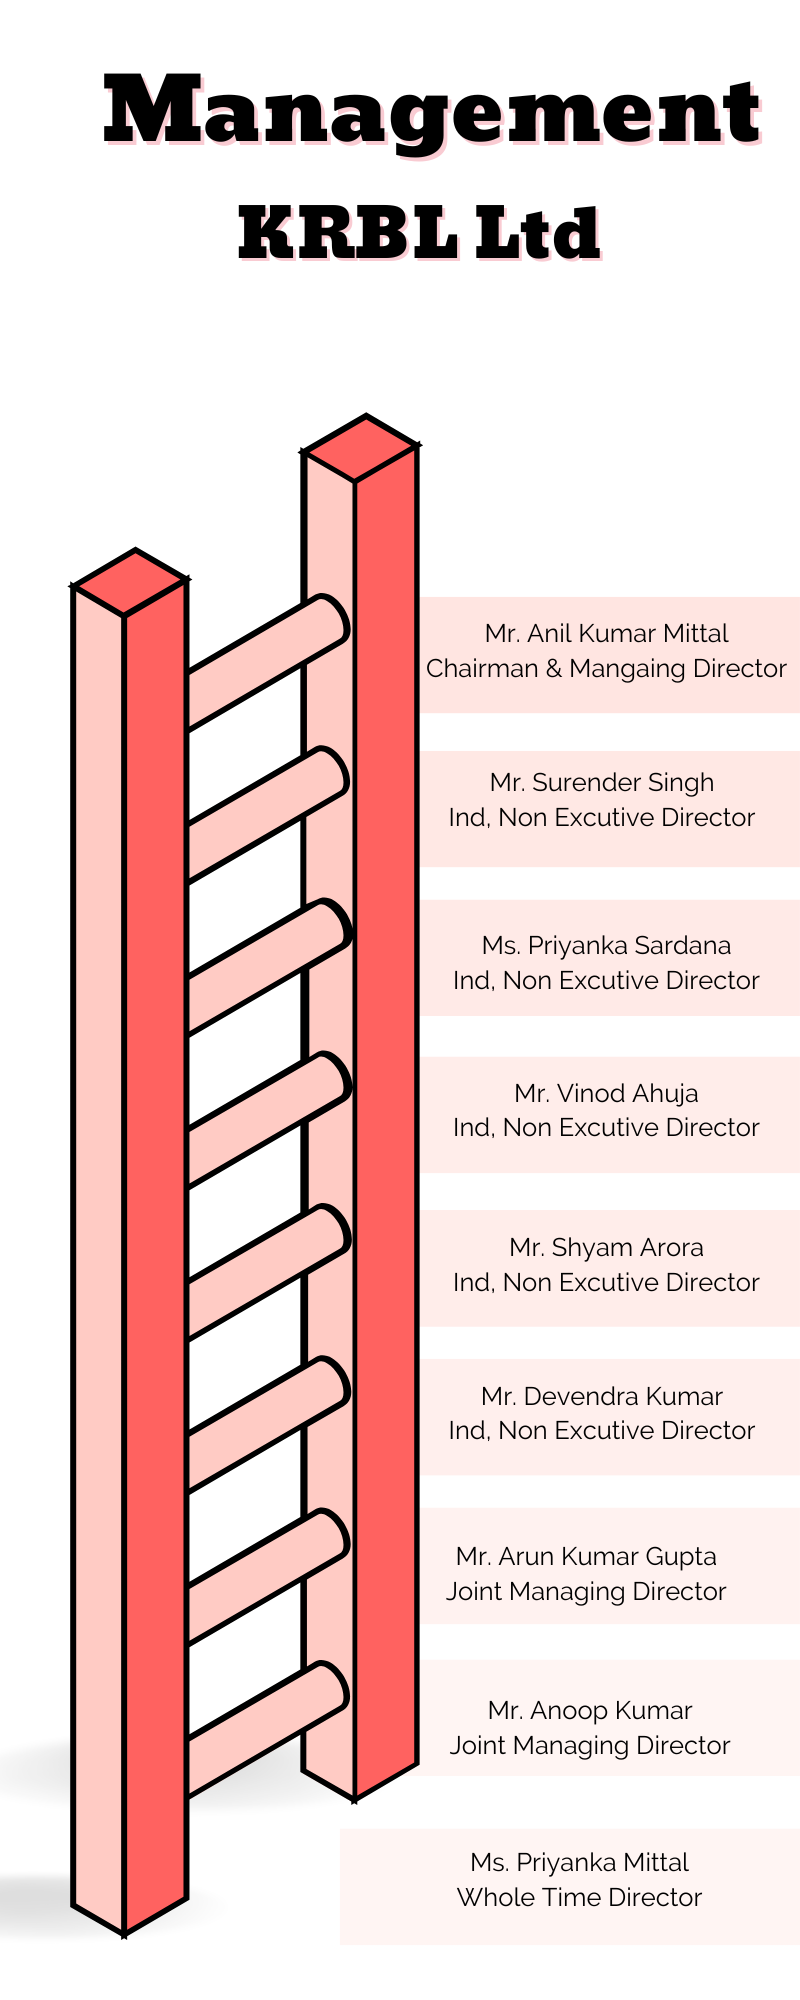 Management
KRBL Ltd
Mr. Anil Kumar Mittal
Chairman & Mangaing Director
Mr. Surender Singh
Ind, Non Excutive Director
Ms. Priyanka Sardana
Ind, Non Excutive Director
Mr. Vinod Ahuja
Ind, Non Excutive Director
Mr. Shyam Arora
Ind, Non Excutive Director
Mr. Devendra Kumar
Ind, Non Excutive Director
Mr. Arun Kumar Gupta
Joint Managing Director
Mr. Anoop Kumar
Joint Managing Director
Ms. Priyanka Mittal
Whole Time Director